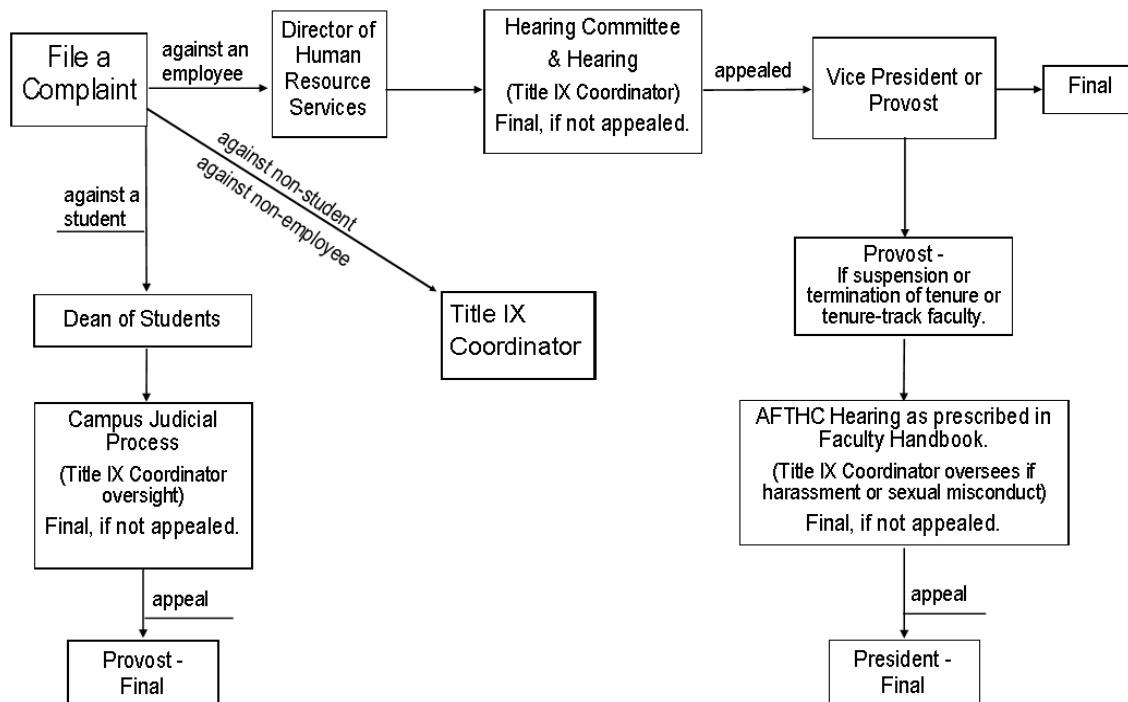 File a
Complaint
against an
employee
Director of
Human
Resource
Services
Hearing Committee
& Hearing
(Title IX Coordinator)
Final, if not appealed.
appealed
Vice President or
Provost
Final
against a
student
against non-student
against non-employee
Title IX
Coordinator
Dean of Students
Campus Judicial
Process
(Title IX Coordinator
oversight)
Final, if not appealed.
appeal
Provost -
Final
Provost -
If suspension or
termination of tenure or
tenure-track faculty.
AFTHC Hearing as prescribed in
Faculty Handbook.
(Title IX Coordinator oversees if
harassment or sexual misconduct)
Final, if not appealed.
appeal
President -
Final